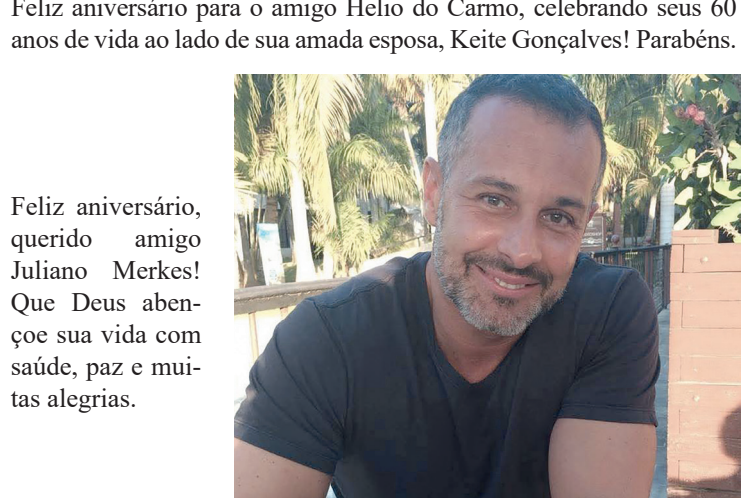 Feliz aniversário para o amigo Hélio do Carmo, celebrando seus 60
anos de vida ao lado de sua amada esposa, Keite Gonçalves! Parabéns.
Feliz aniversário,
querido amigo
Juliano Merkes!
Que Deus aben-
çoe sua vida com
saúde, paz e mui-
tas alegrias.